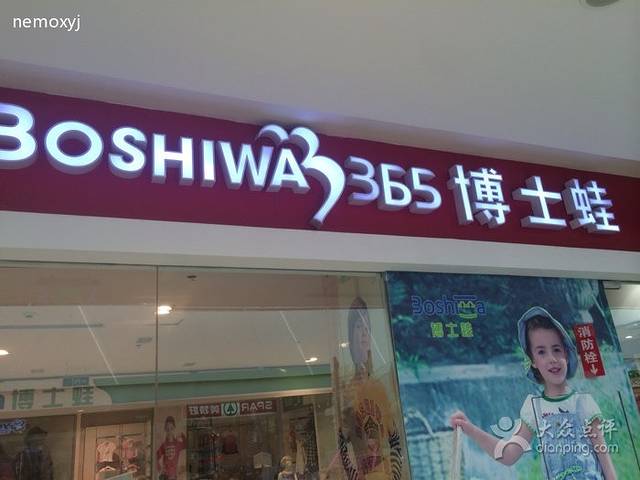 nemoxyj
BOSHIWA 365 博士蛙
Boshiwa
博士蛙
消防栓
博士蛙
SPAR
大众点评
dianping.com